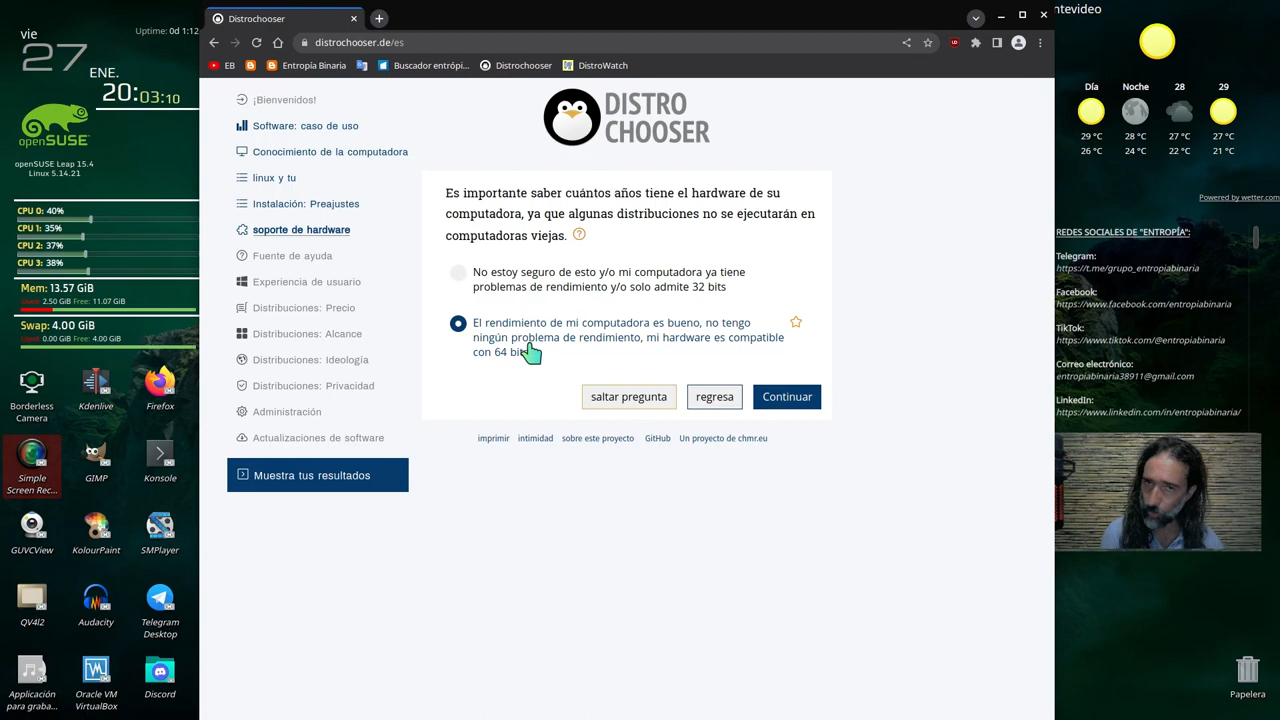 vie
27
ENE.
20:03:10
Uptime: 0d 1:12
openSUSE
openSUSE Leap 15.4
Linux 5.14.21
CPU 0: 40%
CPU 1: 35%
CPU 2: 37%
CPU 3: 38%
Mem: 13.57 GiB
Used: 2.50 GiB Free: 11.07 GiB
Swap: 4.00 GiB
Used: 0.00 GiB Free: 4.00 GiB
Borderless
Camera
Kdenlive
Firefox
Simple
Screen Rec...
GIMP
Konsole
GUVCView
KolourPaint
SMPlayer
QV4l2
Audacity
Telegram
Desktop
Applicación
para graba...
Oracle VM
VirtualBox
Discord
Distrochooser
distrochooser.de/es
EB
Entropía Binaria
Buscador entrópi...
Distrochooser
DistroWatch
¡Bienvenidos!
Software: caso de uso
Conocimiento de la computadora
linux y tu
Instalación: Preajustes
soporte de hardware
Fuente de ayuda
Experiencia de usuario
Distribuciones: Precio
Distribuciones: Alcance
Distribuciones: Ideología
Distribuciones: Privacidad
Administración
Actualizaciones de software
Muestra tus resultados
DISTRO
CHOOSER
Es importante saber cuántos años tiene el hardware de su
computadora, ya que algunas distribuciones no se ejecutarán en
computadoras viejas.
No estoy seguro de esto y/o mi computadora ya tiene
problemas de rendimiento y/o solo admite 32 bits
El rendimiento de mi computadora es bueno, no tengo
ningún problema de rendimiento, mi hardware es compatible
con 64 bi
saltar pregunta
regresa
Continuar
imprimir intimidad sobre este proyecto GitHub Un proyecto de chmr.eu
ntevideo
Día Noche 28 29
29 °C 28 °C 27 °C 27 °C
26 °C 24 °C 22 °C 21 °C
Powered by wetter.com
REDES SOCIALES DE "ENTROPÍA":
Telegram:
https://t.me/grupo_entropiabinaria
Facebook:
https://www.facebook.com/entropiabinaria
TikTok:
https://www.tiktok.com/@entropiabinaria
Correo electrónico:
entropiabinaria38911@gmail.com
LinkedIn:
https://www.linkedin.com/in/entropiabinaria/
Papelera